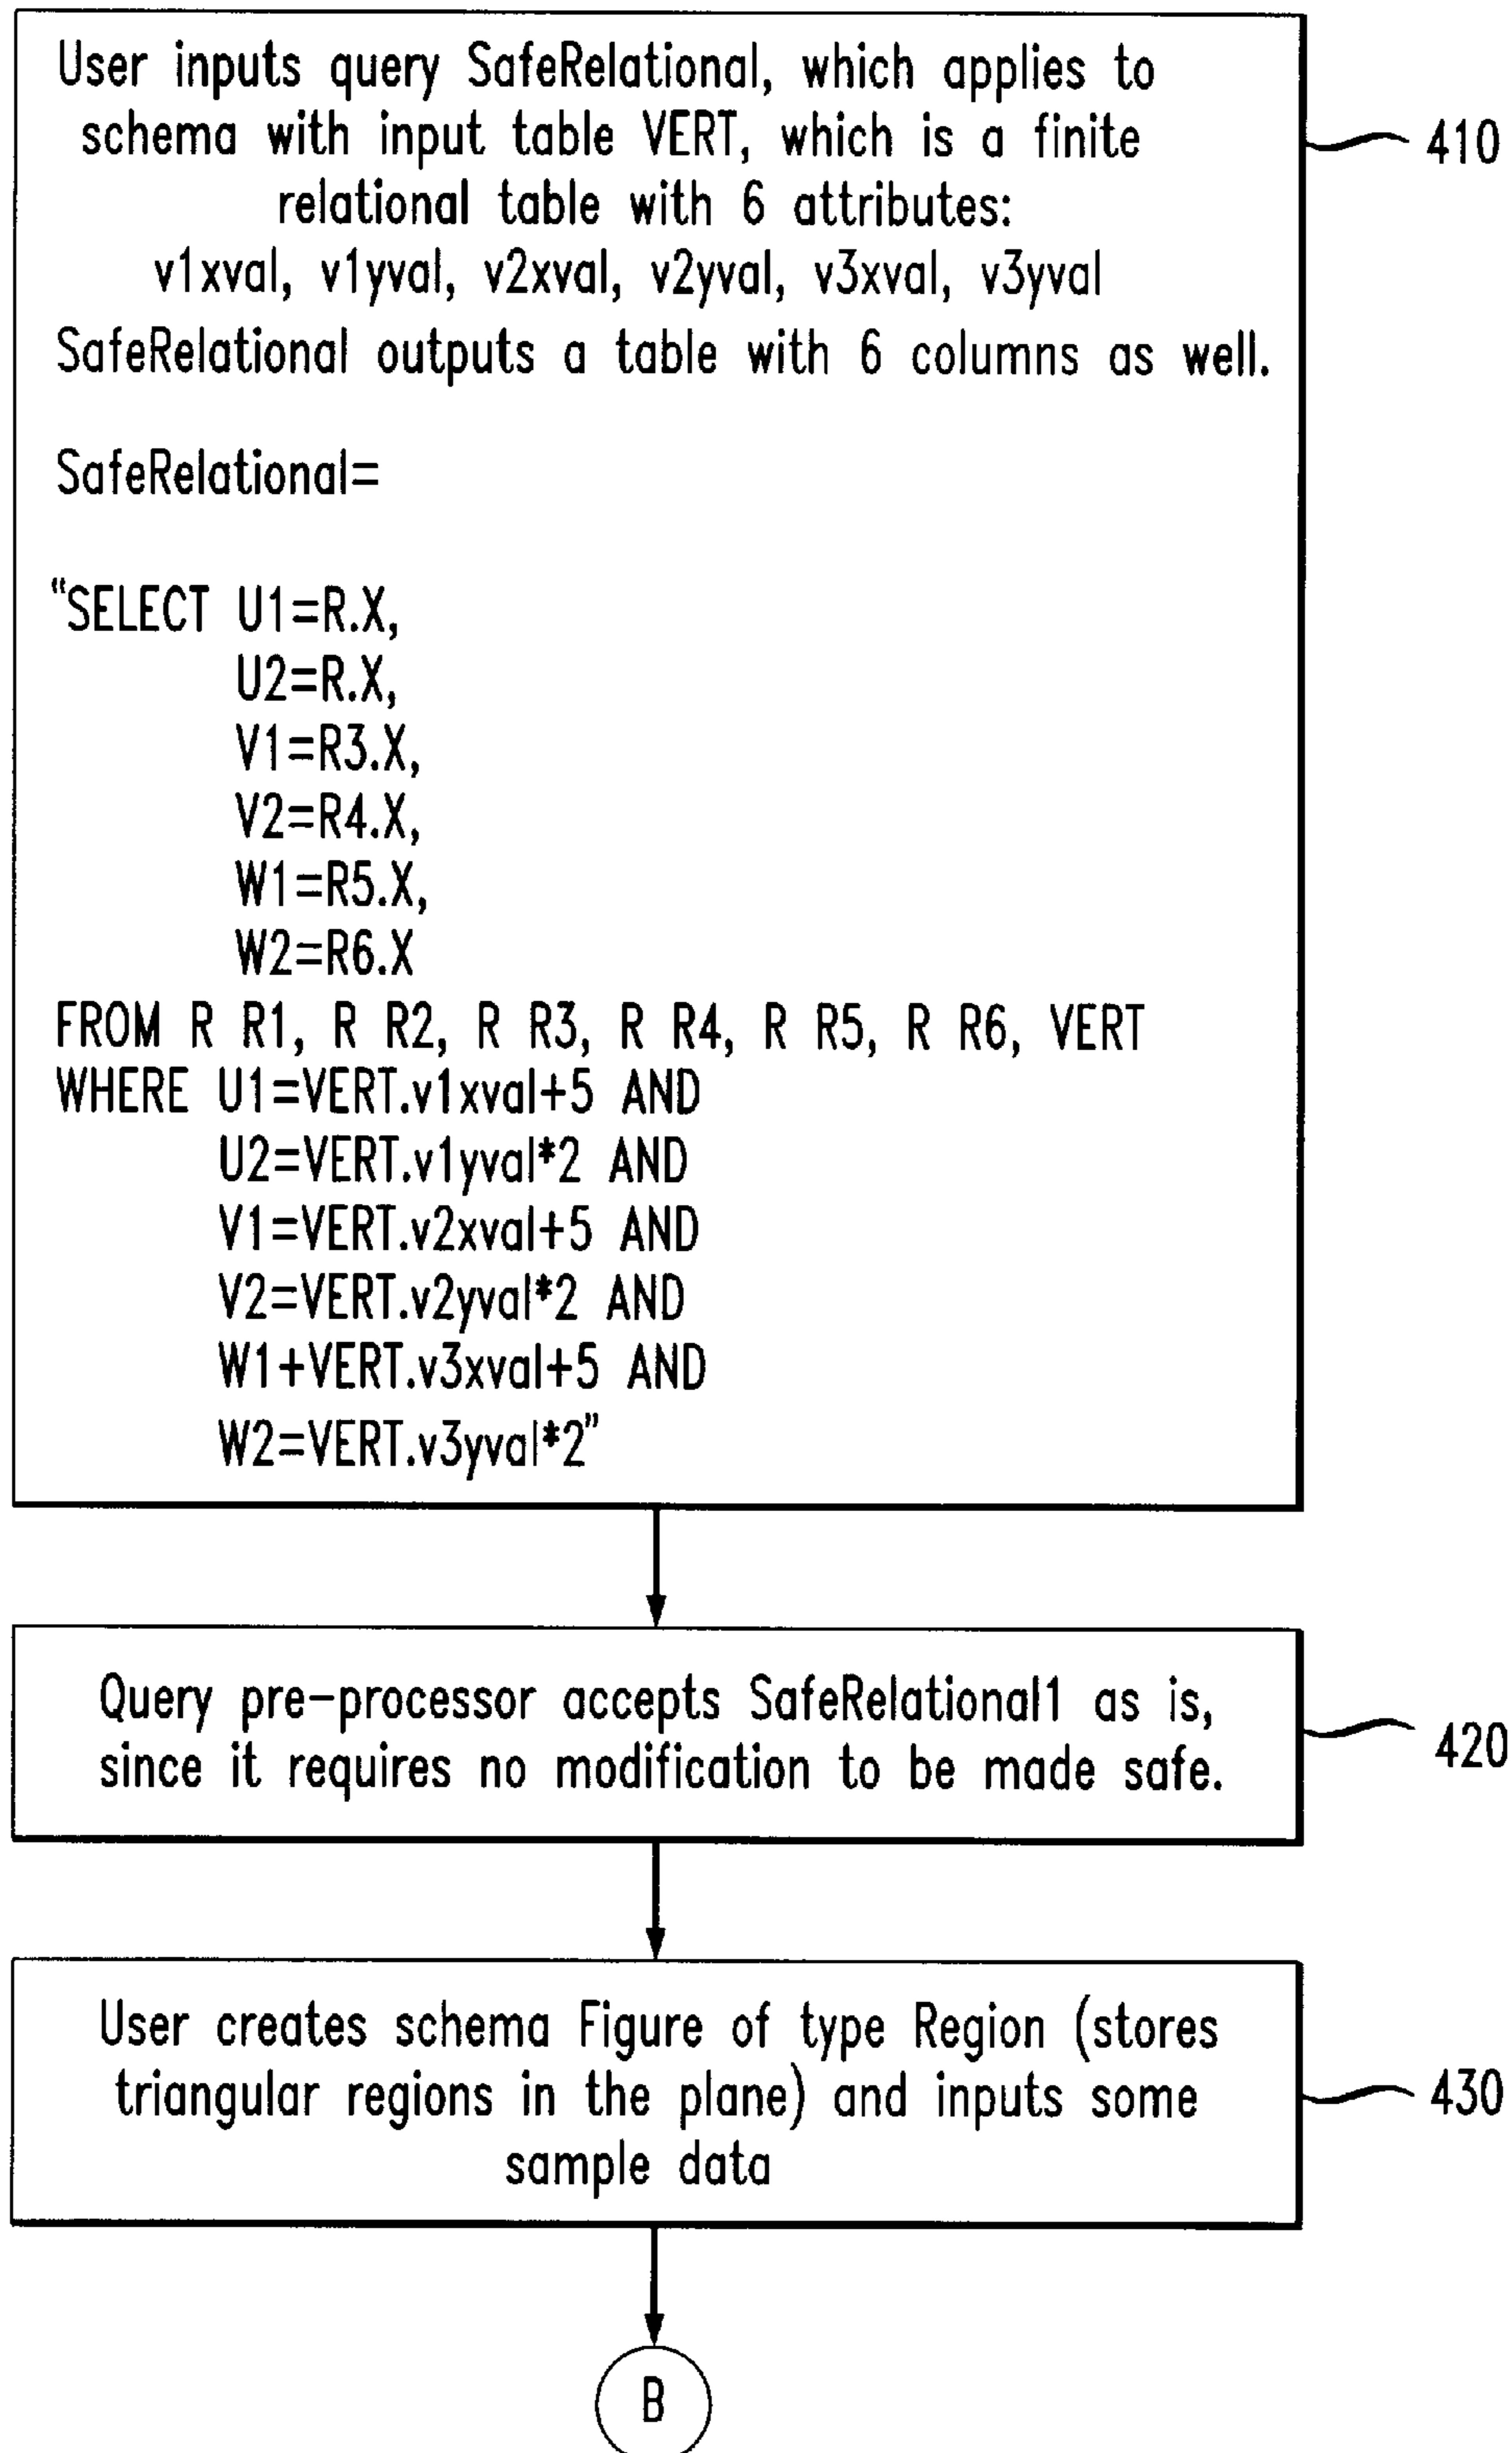 User inputs query SafeRelational, which applies to
schema with input table VERT, which is a finite
relational table with 6 attributes:
v1xval, v1yval, v2xval, v2yval, v3xval, v3yval
SafeRelational outputs a table with 6 columns as well.
SafeRelational=
"SELECT U1=R.X,
U2=R.X,
V1=R3.X,
V2=R4.X,
W1=R5.X,
W2=R6.X
FROM R R1, R R2, R R3, R R4, R R5, R R6, VERT
WHERE U1=VERT.v1xval+5 AND
U2=VERT.v1yval*2 AND
V1=VERT.v2xval+5 AND
V2=VERT.v2yval*2 AND
W1+VERT.v3xval+5 AND
W2=VERT.v3yval*2"
410
Query pre-processor accepts SafeRelational1 as is,
since it requires no modification to be made safe.
420
User creates schema Figure of type Region (stores
triangular regions in the plane) and inputs some
sample data
430
B